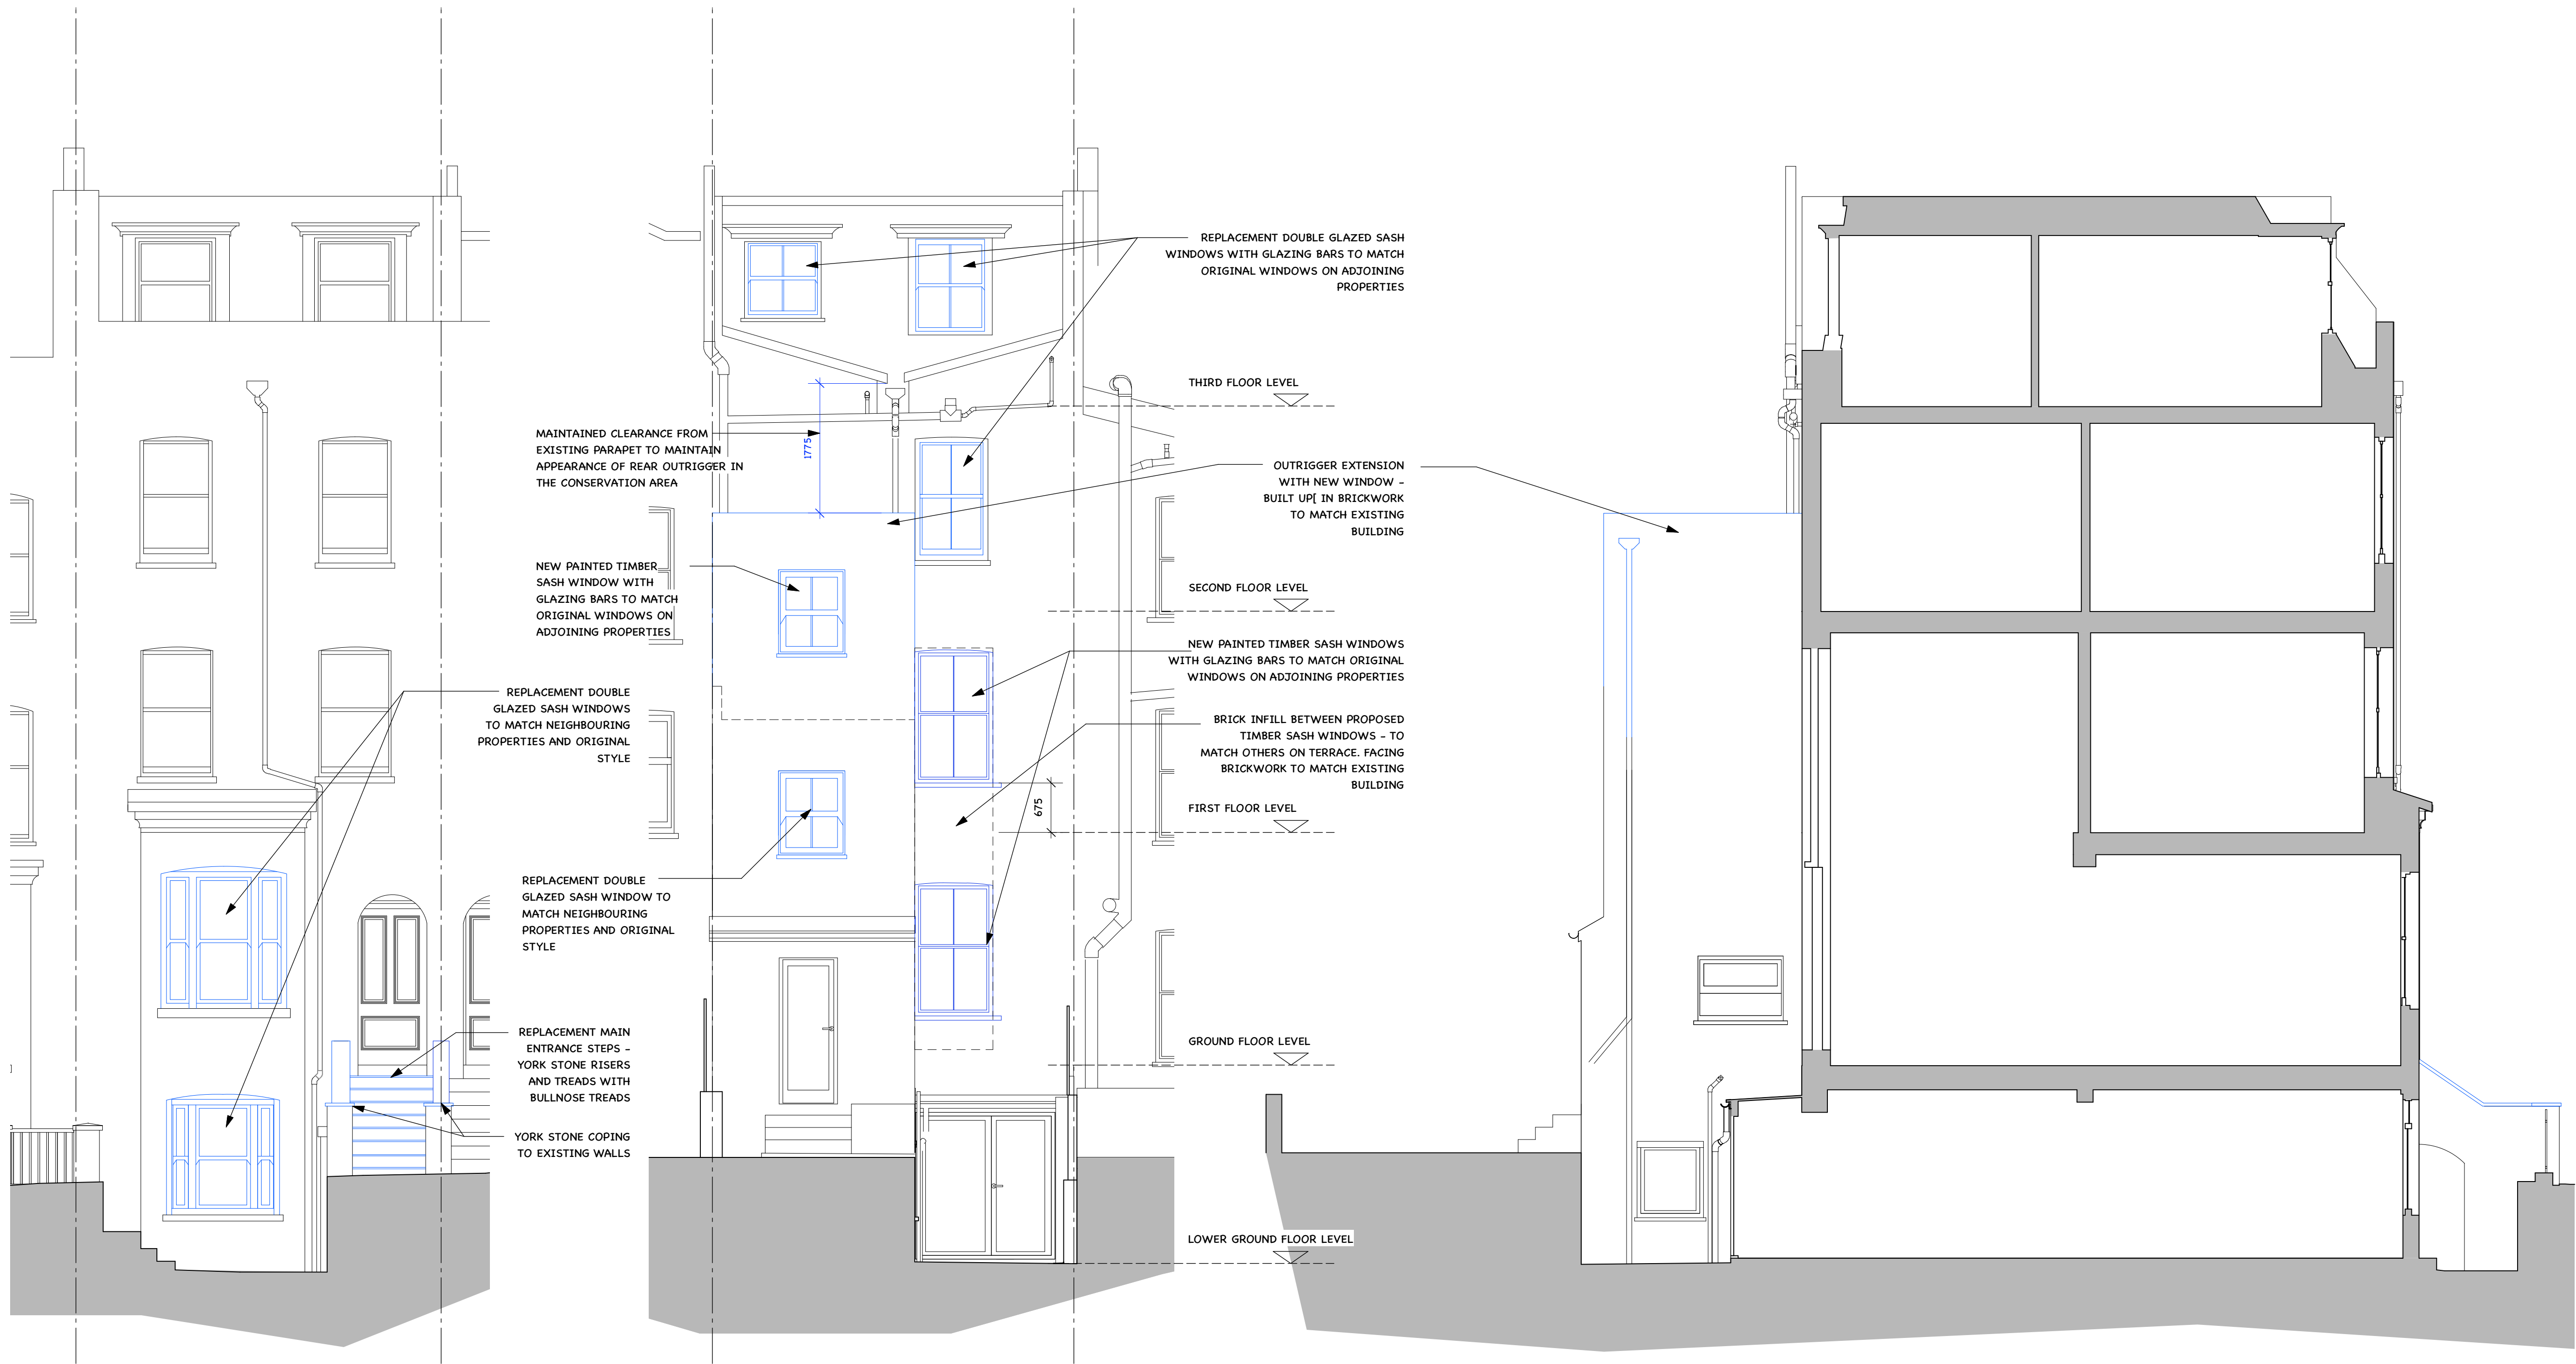 REPLACEMENT DOUBLE GLAZED SASH
WINDOWS WITH GLAZING BARS TO MATCH
ORIGINAL WINDOWS ON ADJOINING
PROPERTIES
THIRD FLOOR LEVEL
MAINTAINED CLEARANCE FROM
EXISTING PARAPET TO MAINTAIN
APPEARANCE OF REAR OUTRIGGER IN
THE CONSERVATION AREA
1775
OUTRIGGER EXTENSION
WITH NEW WINDOW -
BUILT UP[ IN BRICKWORK
TO MATCH EXISTING
BUILDING
NEW PAINTED TIMBER
SASH WINDOW WITH
GLAZING BARS TO MATCH
ORIGINAL WINDOWS ON
ADJOINING PROPERTIES
SECOND FLOOR LEVEL
NEW PAINTED TIMBER SASH WINDOWS
WITH GLAZING BARS TO MATCH ORIGINAL
WINDOWS ON ADJOINING PROPERTIES
REPLACEMENT DOUBLE
GLAZED SASH WINDOWS
TO MATCH NEIGHBOURING
PROPERTIES AND ORIGINAL
STYLE
BRICK INFILL BETWEEN PROPOSED
TIMBER SASH WINDOWS - TO
MATCH OTHERS ON TERRACE. FACING
BRICKWORK TO MATCH EXISTING
BUILDING
675
FIRST FLOOR LEVEL
REPLACEMENT DOUBLE
GLAZED SASH WINDOW TO
MATCH NEIGHBOURING
PROPERTIES AND ORIGINAL
STYLE
REPLACEMENT MAIN
ENTRANCE STEPS -
YORK STONE RISERS
AND TREADS WITH
BULLNOSE TREADS
GROUND FLOOR LEVEL
YORK STONE COPING
TO EXISTING WALLS
LOWER GROUND FLOOR LEVEL